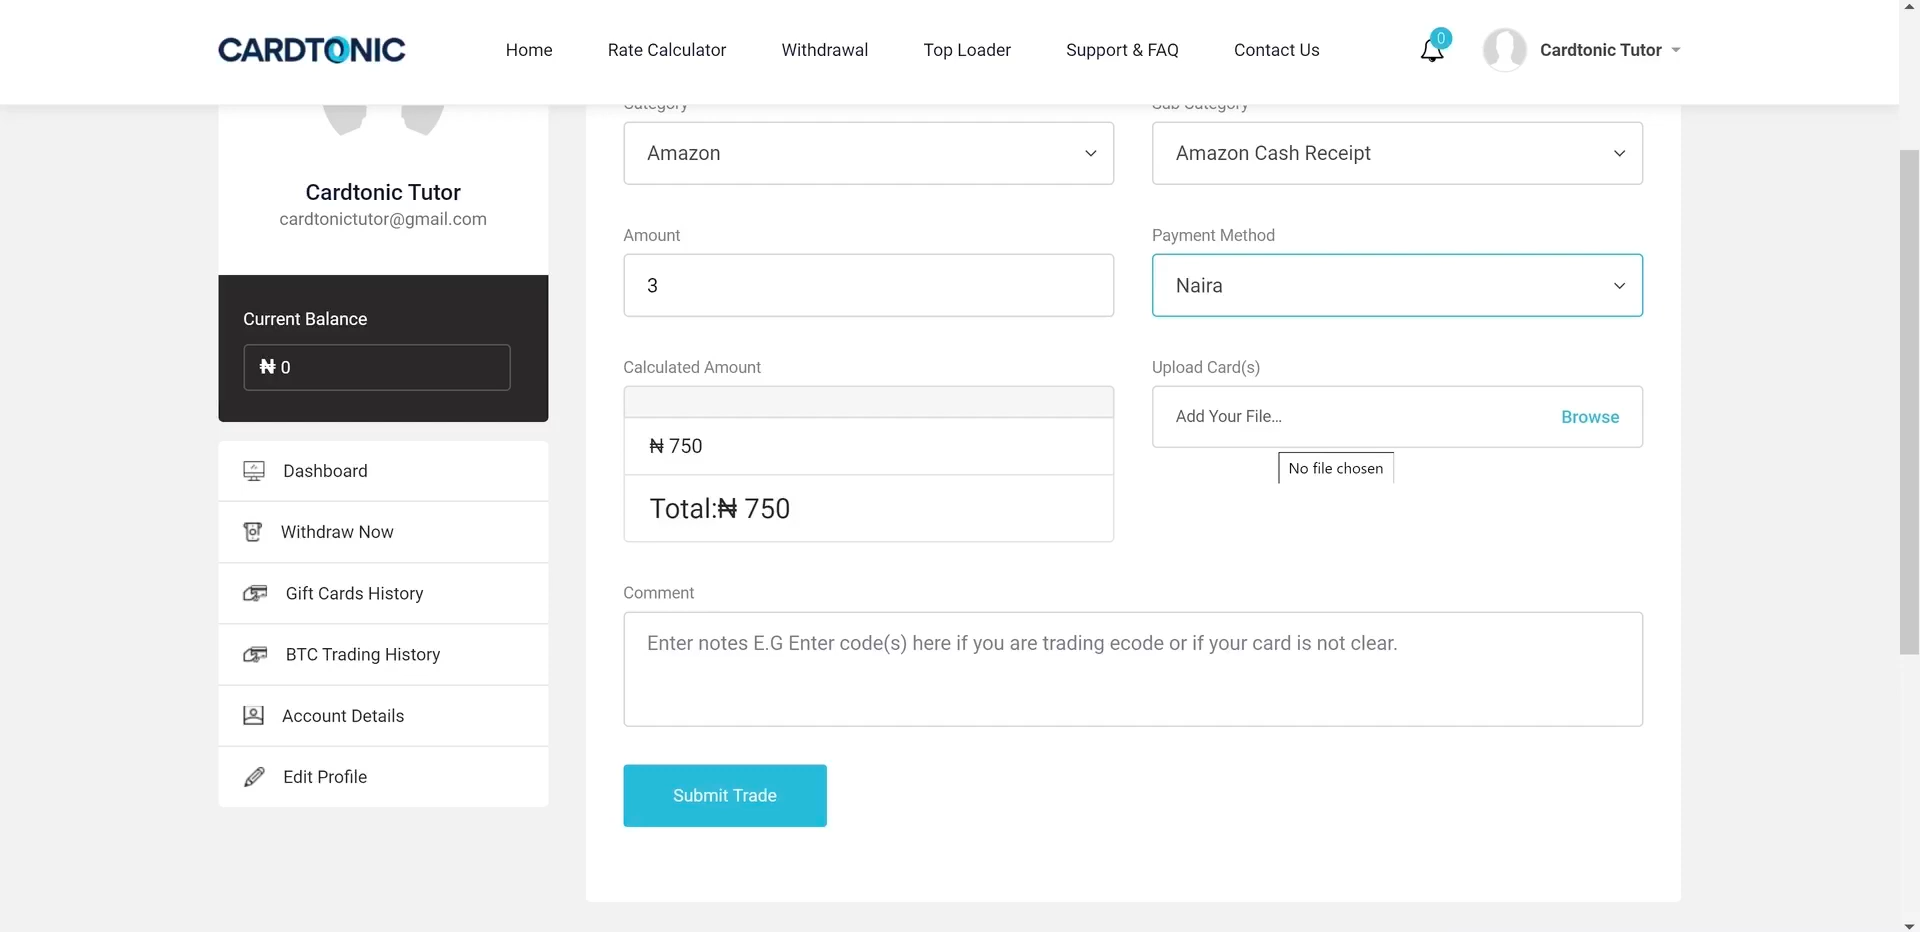 CARDTONIC
Home
Rate Calculator
Withdrawal
Top Loader
Support & FAQ
Contact Us
0
Cardtonic Tutor
Cardtonic Tutor
cardtonictutor@gmail.com
Current Balance
₦ 0
Dashboard
Withdraw Now
Gift Cards History
BTC Trading History
Account Details
Edit Profile
Category
Sub Category
Amazon
Amazon Cash Receipt
Amount
Payment Method
3
Naira
Calculated Amount
Upload Card(s)
Add Your File...
Browse
No file chosen
₦ 750
Total:₦ 750
Comment
Enter notes E.G Enter code(s) here if you are trading ecode or if your card is not clear.
Submit Trade